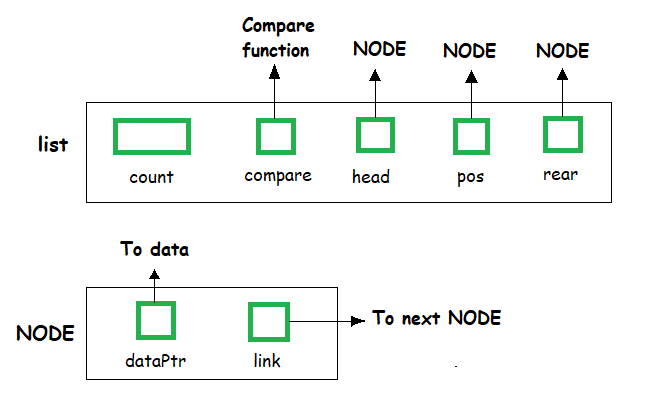 Compare
function
NODE
NODE
NODE
list
count
compare
head
pos
rear
To data
NODE
To next NODE
dataPtr
link